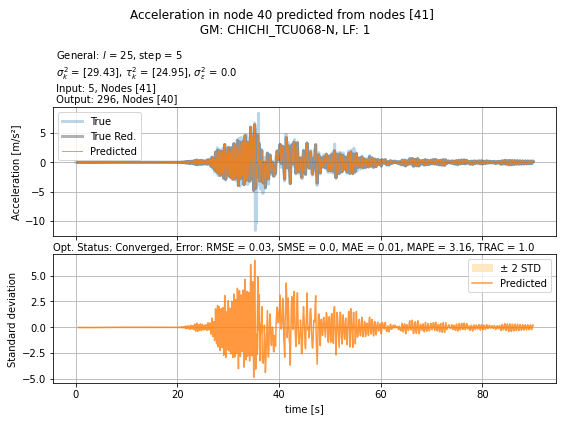 Acceleration in node 40 predicted from nodes [41]
GM: CHICHI_TCU068-N, LF: 1
General: l = 25, step = 5
σ²ₖ = [29.43], τ²ₖ = [24.95], σ²ε = 0.0
Input: 5, Nodes [41]
Output: 296, Nodes [40]
True
True Red.
Predicted
Acceleration [m/s²]
5
0
−5
−10
Opt. Status: Converged, Error: RMSE = 0.03, SMSE = 0.0, MAE = 0.01, MAPE = 3.16, TRAC = 1.0
± 2 STD
Predicted
Standard deviation
5.0
2.5
0.0
−2.5
−5.0
0 20 40 60 80
time [s]